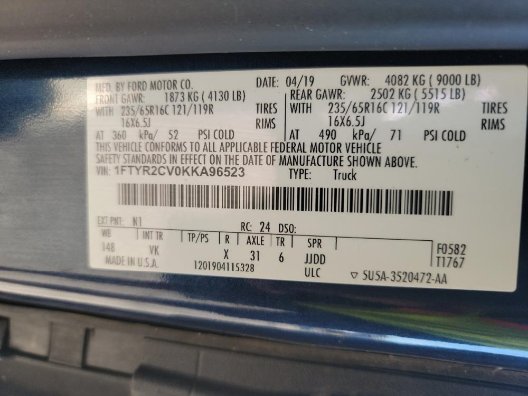 MFD. BY FORD MOTOR CO. DATE: 04/19 GVWR: 4082 KG ( 9000 LB)
FRONT GAWR: 1873 KG ( 4130 LB) REAR GAWR: 2502 KG ( 5515 LB)
WITH 235/65R16C 121/119R TIRES WITH 235/65R16C 121/119R TIRES
16X6.5J RIMS 16X6.5J RIMS
AT 360 kPa/ 52 PSI COLD AT 490 kPa/ 71 PSI COLD
THIS VEHICLE CONFORMS TO ALL APPLICABLE FEDERAL MOTOR VEHICLE
SAFETY STANDARDS IN EFFECT ON THE DATE OF MANUFACTURE SHOWN ABOVE.
VIN: 1FTYR2CV0KKA96523 TYPE: Truck
EXT PNT: N1 RC: 24 DSO:
WB INT TR TP/PS R AXLE TR SPR F0582
148 VK X 31 6 JJDD T1767
MADE IN U.S.A. 1201904115328 ULC ▽ 5USA-3520472-AA